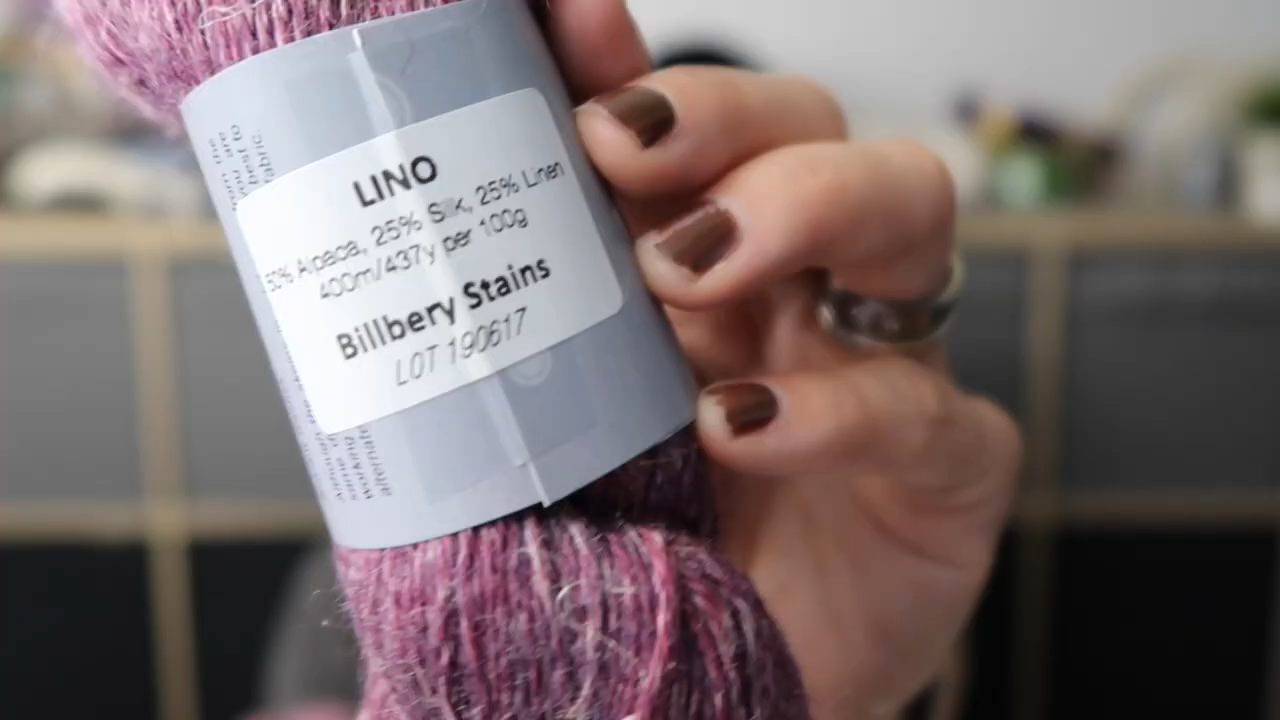 LINO
50% Alpaca, 25% Silk, 25% Linen
400m/437y per 100g
Billbery Stains
LOT 190617